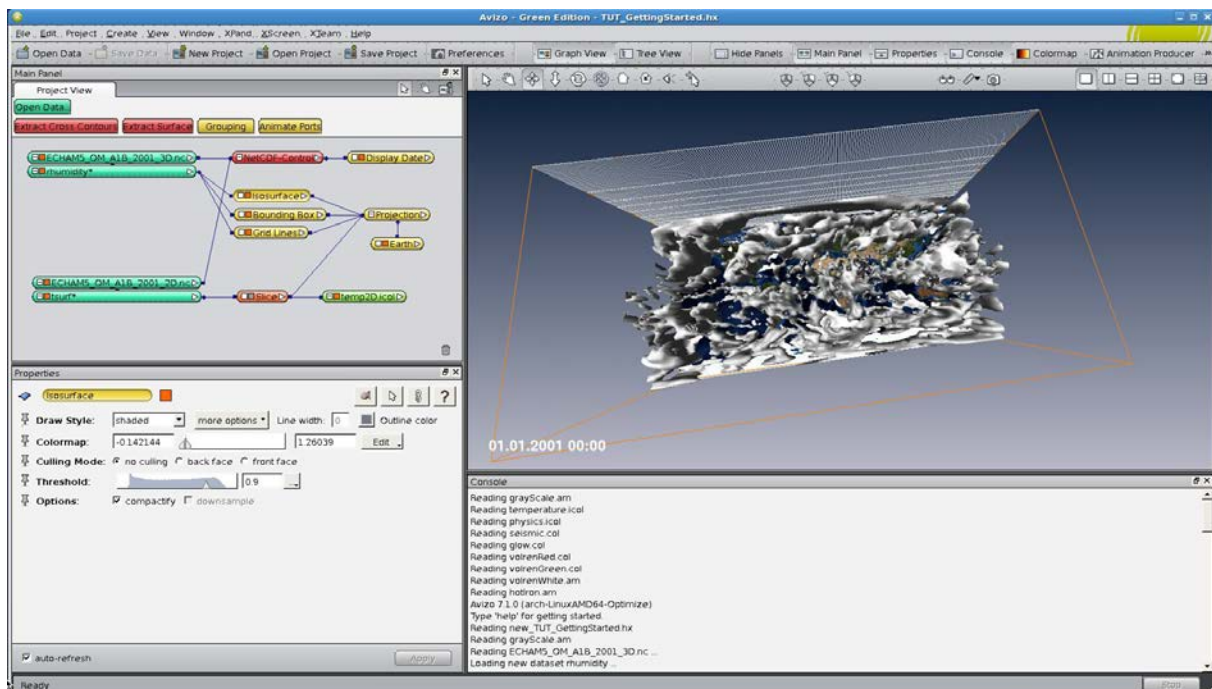 Avizo - Green Edition - TUT_GettingStarted.hx
File Edit Project Create View Window XPand XScreen XTeam Help
Open Data Save Data New Project Open Project Save Project Preferences Graph View Tree View Hide Panels Main Panel Properties Console Colormap Animation Producer
Main Panel
Project View
Open Data...
Extract Cross Contours Extract Surface Grouping Animate Ports
ECHAM5_OM_A1B_2001_3D.nc NetCDF-Control Display Date
rhumidity*
Isosurface
Bounding Box Projection
Grid Lines
Earth
ECHAM5_OM_A1B_2001_2D.nc
tsurf* Slice temp2D.icol
Properties
Isosurface
?
Draw Style: shaded more options Line width: 0 Outline color
Colormap: -0.142144 1.26039 Edit
Culling Mode: no culling back face front face
Threshold: 0.9 ...
Options: compactify downsample
auto-refresh Apply
01.01.2001 00:00
Console
Reading grayScale.am
Reading temperature.icol
Reading physics.icol
Reading seismic.col
Reading glow.col
Reading volrenRed.col
Reading volrenGreen.col
Reading volrenWhite.am
Reading hotIron.am
Avizo 7.1.0 (arch-LinuxAMD64-Optimize)
Type 'help' for getting started.
Reading new_TUT_GettingStarted.hx
Reading grayScale.am
Reading ECHAM5_OM_A1B_2001_3D.nc ...
Loading new dataset rhumidity ...
Ready Stop